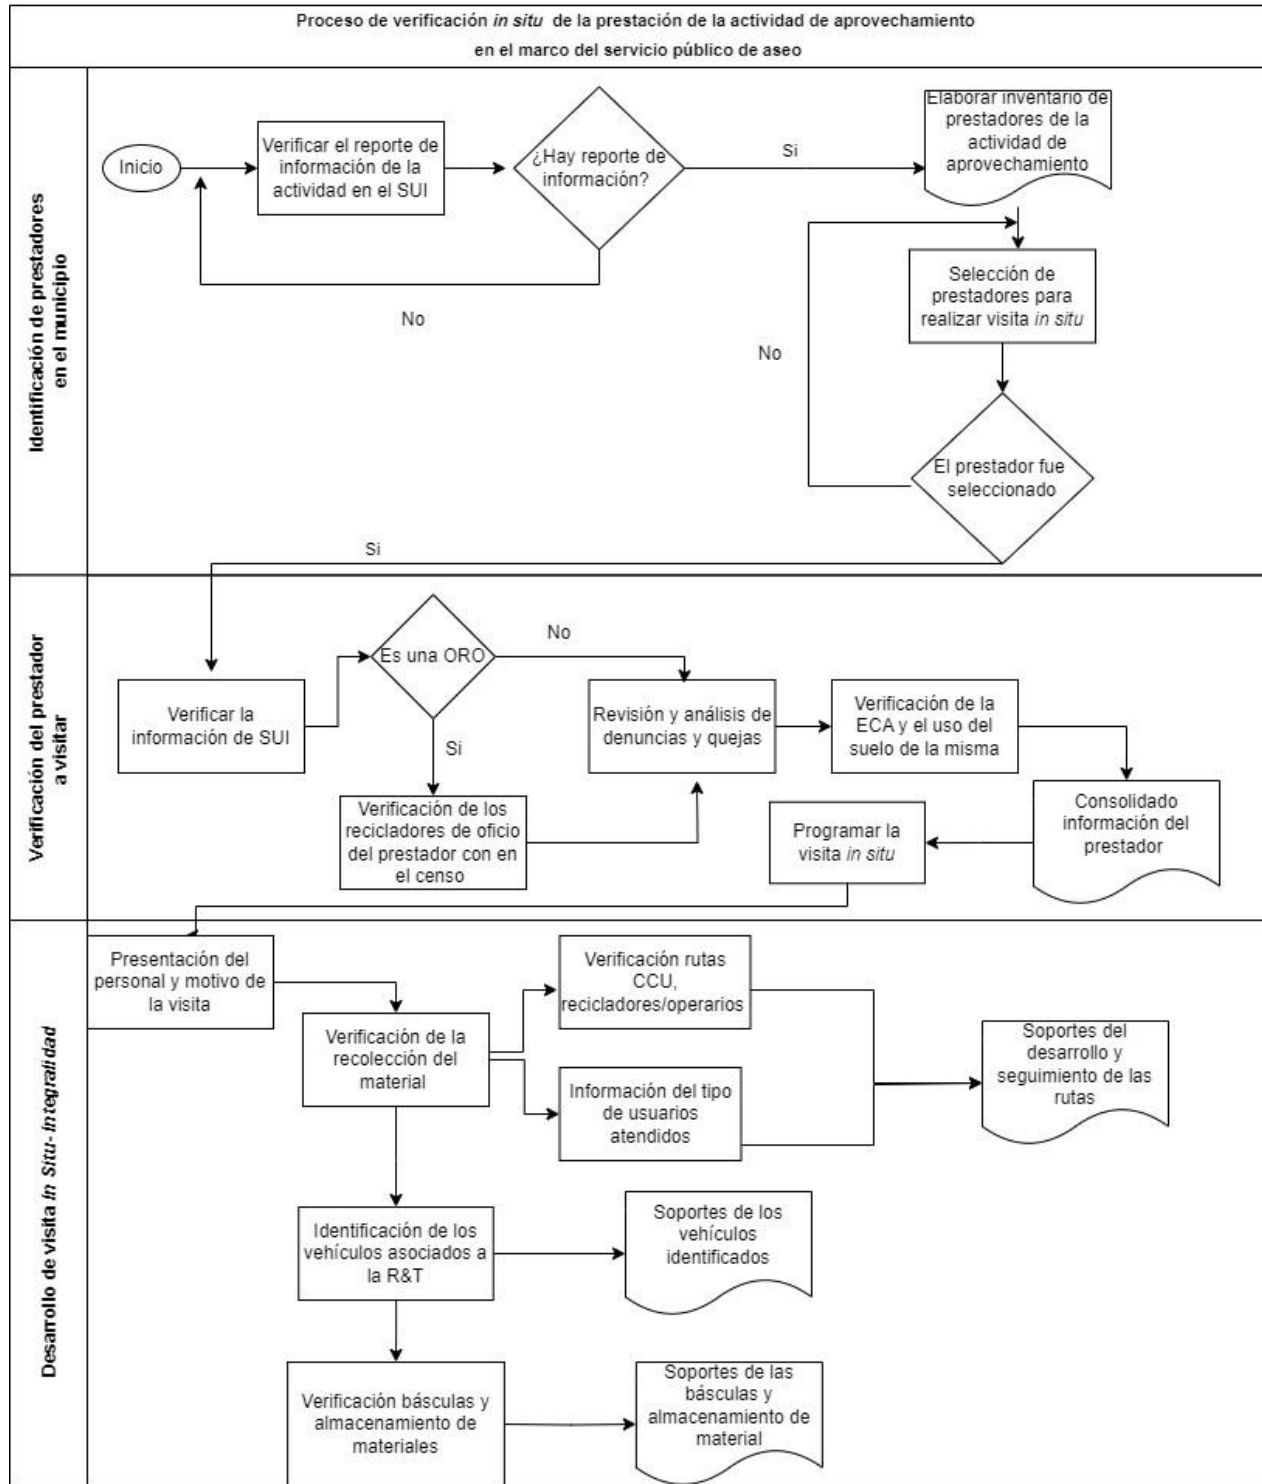 Proceso de verificación in situ de la prestación de la actividad de aprovechamiento
en el marco del servicio público de aseo
Identificación de prestadores
en el municipio
Inicio
Verificar el reporte de
información de la
actividad en el SUI
¿Hay reporte de
información?
Si
No
Elaborar inventario de
prestadores de la
actividad de
aprovechamiento
Selección de
prestadores para
realizar visita in situ
No
El prestador fue
seleccionado
Si
Verificación del prestador
a visitar
Verificar la
información de SUI
Es una ORO
No
Si
Verificación de los
recicladores de oficio
del prestador con en
el censo
Revisión y análisis de
denuncias y quejas
Verificación de la
ECA y el uso del
suelo de la misma
Consolidado
información del
prestador
Programar la
visita in situ
Desarrollo de visita In Situ- Integralidad
Presentación del
personal y motivo de
la visita
Verificación de la
recolección del
material
Verificación rutas
CCU,
recicladores/operarios
Información del tipo
de usuarios
atendidos
Soportes del
desarrollo y
seguimiento de las
rutas
Identificación de los
vehículos asociados a
la R&T
Soportes de los
vehículos
identificados
Verificación básculas y
almacenamiento de
materiales
Soportes de las
básculas y
almacenamiento de
material